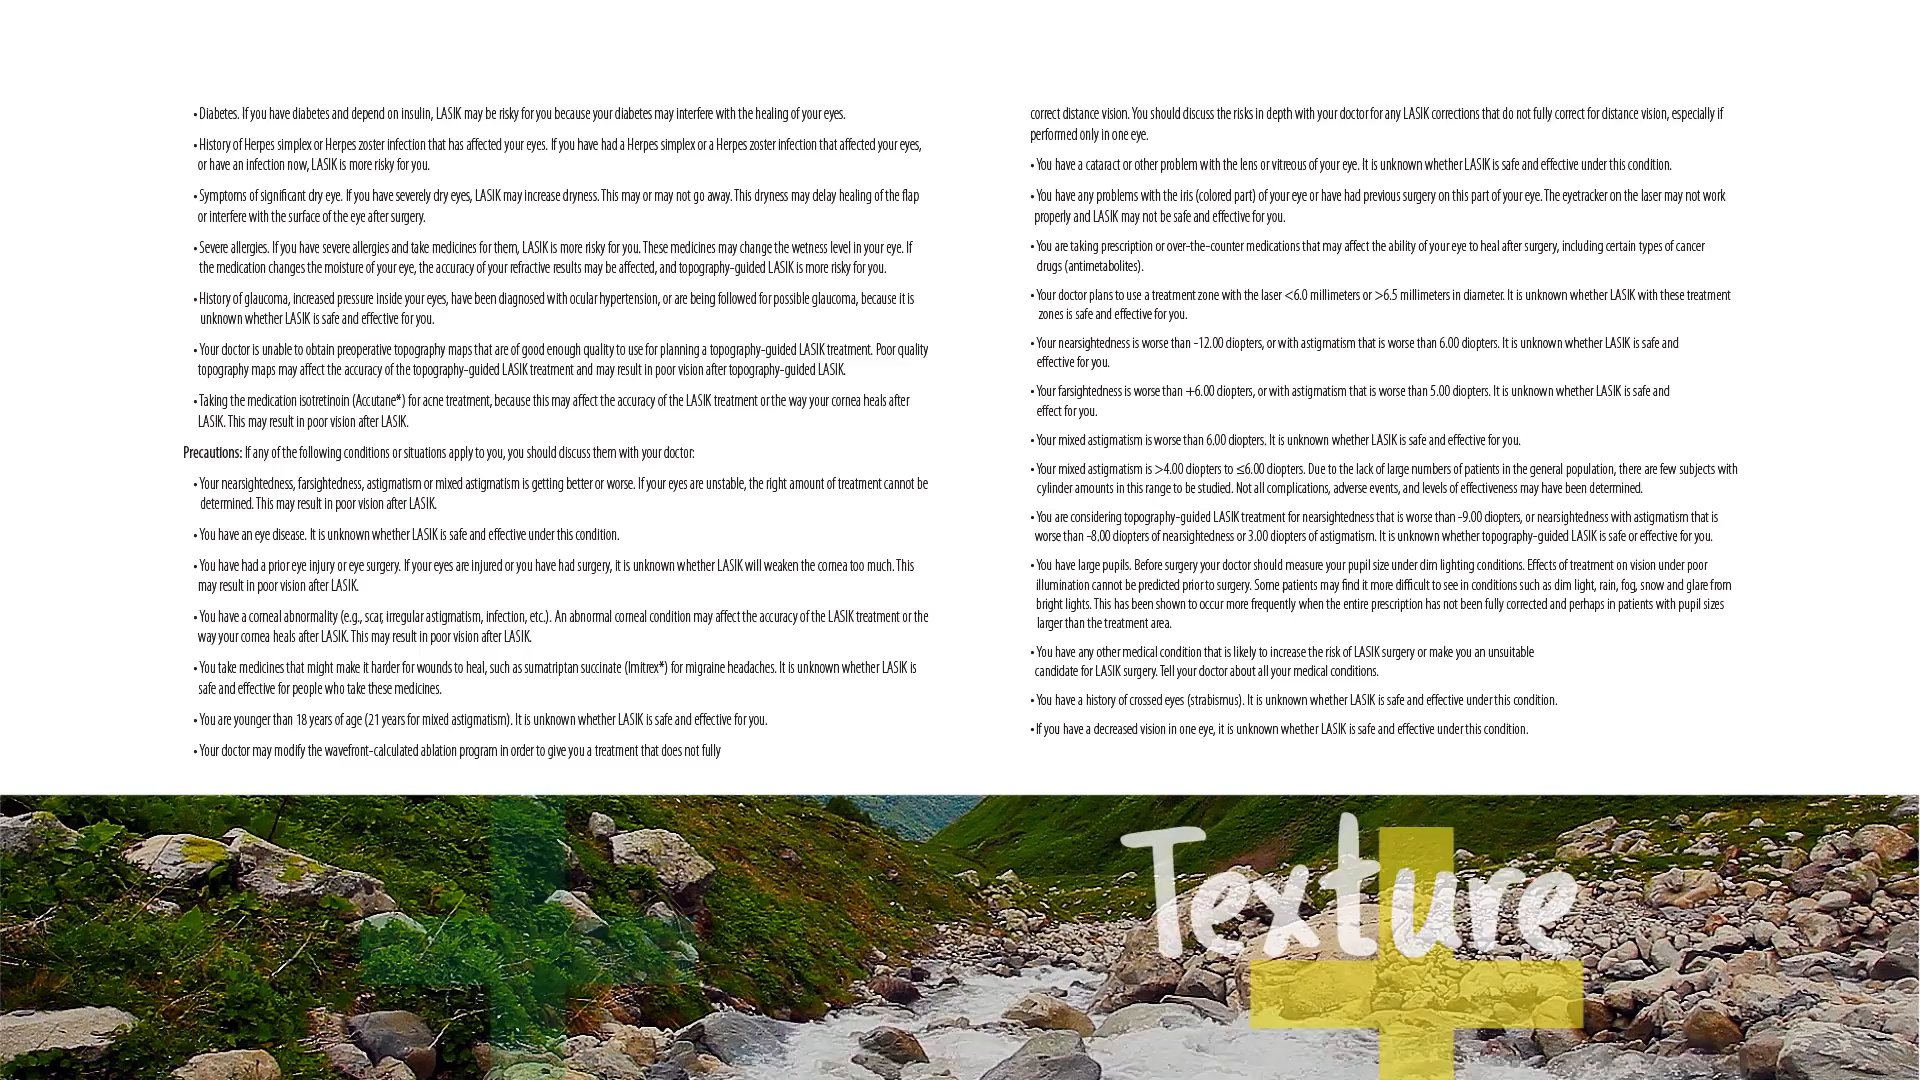 • Diabetes. If you have diabetes and depend on insulin, LASIK may be risky for you because your diabetes may interfere with the healing of your eyes.
• History of Herpes simplex or Herpes zoster infection that has affected your eyes. If you have had a Herpes simplex or a Herpes zoster infection that affected your eyes,
or have an infection now, LASIK is more risky for you.
• Symptoms of significant dry eye. If you have severely dry eyes, LASIK may increase dryness. This may or may not go away. This dryness may delay healing of the flap
or interfere with the surface of the eye after surgery.
• Severe allergies. If you have severe allergies and take medicines for them, LASIK is more risky for you. These medicines may change the wetness level in your eye. If
the medication changes the moisture of your eye, the accuracy of your refractive results may be affected, and topography-guided LASIK is more risky for you.
• History of glaucoma, increased pressure inside your eyes, have been diagnosed with ocular hypertension, or are being followed for possible glaucoma, because it is
unknown whether LASIK is safe and effective for you.
• Your doctor is unable to obtain preoperative topography maps that are of good enough quality to use for planning a topography-guided LASIK treatment. Poor quality
topography maps may affect the accuracy of the topography-guided LASIK treatment and may result in poor vision after topography-guided LASIK.
• Taking the medication isotretinoin (Accutane*) for acne treatment, because this may affect the accuracy of the LASIK treatment or the way your cornea heals after
LASIK. This may result in poor vision after LASIK.
Precautions: If any of the following conditions or situations apply to you, you should discuss them with your doctor:
• Your nearsightedness, farsightedness, astigmatism or mixed astigmatism is getting better or worse. If your eyes are unstable, the right amount of treatment cannot be
determined. This may result in poor vision after LASIK.
• You have an eye disease. It is unknown whether LASIK is safe and effective under this condition.
• You have had a prior eye injury or eye surgery. If your eyes are injured or you have had surgery, it is unknown whether LASIK will weaken the cornea too much. This
may result in poor vision after LASIK.
• You have a corneal abnormality (e.g., scar, irregular astigmatism, infection, etc.). An abnormal corneal condition may affect the accuracy of the LASIK treatment or the
way your cornea heals after LASIK. This may result in poor vision after LASIK.
• You take medicines that might make it harder for wounds to heal, such as sumatriptan succinate (Imitrex*) for migraine headaches. It is unknown whether LASIK is
safe and effective for people who take these medicines.
• You are younger than 18 years of age (21 years for mixed astigmatism). It is unknown whether LASIK is safe and effective for you.
• Your doctor may modify the wavefront-calculated ablation program in order to give you a treatment that does not fully
correct distance vision. You should discuss the risks in depth with your doctor for any LASIK corrections that do not fully correct for distance vision, especially if
performed only in one eye.
• You have a cataract or other problem with the lens or vitreous of your eye. It is unknown whether LASIK is safe and effective under this condition.
• You have any problems with the iris (colored part) of your eye or have had previous surgery on this part of your eye. The eyetracker on the laser may not work
properly and LASIK may not be safe and effective for you.
• You are taking prescription or over-the-counter medications that may affect the ability of your eye to heal after surgery, including certain types of cancer
drugs (antimetabolites).
• Your doctor plans to use a treatment zone with the laser <6.0 millimeters or >6.5 millimeters in diameter. It is unknown whether LASIK with these treatment
zones is safe and effective for you.
• Your nearsightedness is worse than -12.00 diopters, or with astigmatism that is worse than 6.00 diopters. It is unknown whether LASIK is safe and
effective for you.
• Your farsightedness is worse than +6.00 diopters, or with astigmatism that is worse than 5.00 diopters. It is unknown whether LASIK is safe and
effect for you.
• Your mixed astigmatism is worse than 6.00 diopters. It is unknown whether LASIK is safe and effective for you.
• Your mixed astigmatism is >4.00 diopters to ≤6.00 diopters. Due to the lack of large numbers of patients in the general population, there are few subjects with
cylinder amounts in this range to be studied. Not all complications, adverse events, and levels of effectiveness may have been determined.
• You are considering topography-guided LASIK treatment for nearsightedness that is worse than -9.00 diopters, or nearsightedness with astigmatism that is
worse than -8.00 diopters of nearsightedness or 3.00 diopters of astigmatism. It is unknown whether topography-guided LASIK is safe or effective for you.
• You have large pupils. Before surgery your doctor should measure your pupil size under dim lighting conditions. Effects of treatment on vision under poor
illumination cannot be predicted prior to surgery. Some patients may find it more difficult to see in conditions such as dim light, rain, fog, snow and glare from
bright lights. This has been shown to occur more frequently when the entire prescription has not been fully corrected and perhaps in patients with pupil sizes
larger than the treatment area.
• You have any other medical condition that is likely to increase the risk of LASIK surgery or make you an unsuitable
candidate for LASIK surgery. Tell your doctor about all your medical conditions.
• You have a history of crossed eyes (strabismus). It is unknown whether LASIK is safe and effective under this condition.
• If you have a decreased vision in one eye, it is unknown whether LASIK is safe and effective under this condition.
Texture